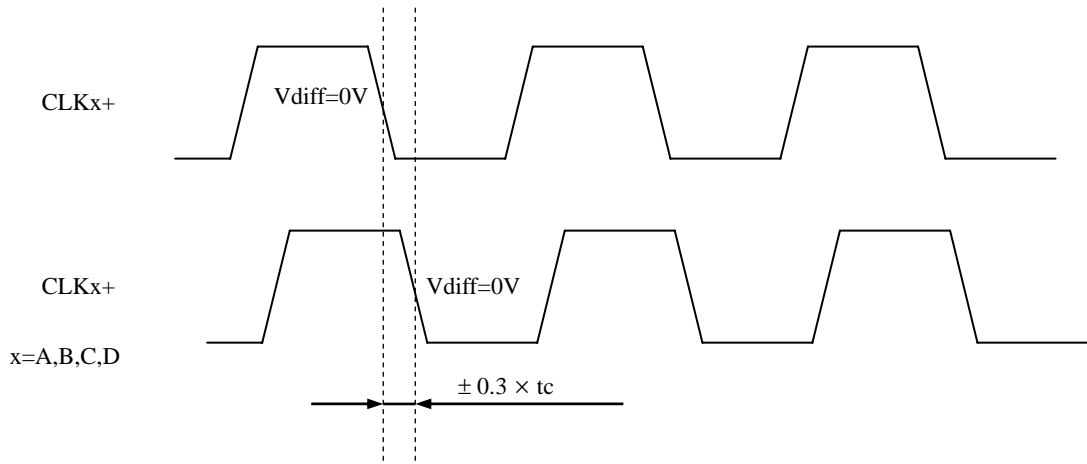 CLKx+
Vdiff=0V
CLKx+
Vdiff=0V
x=A,B,C,D
± 0.3 × tc